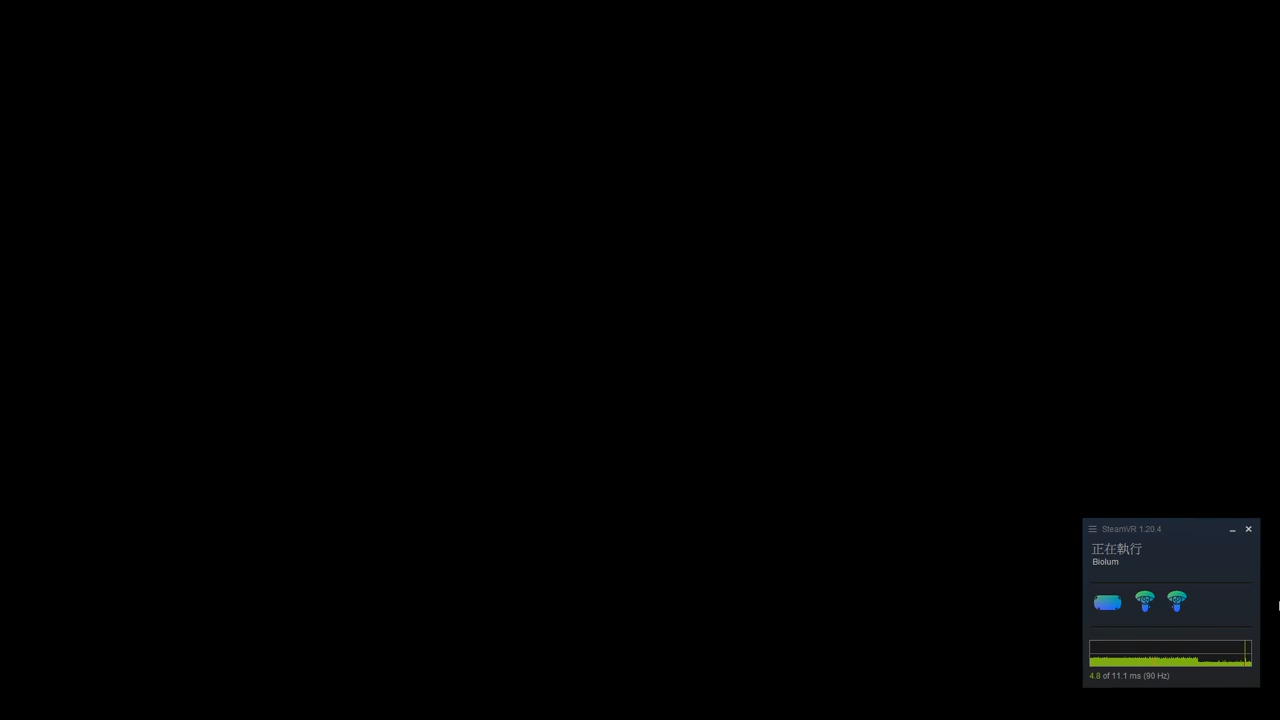 SteamVR 1.20.4
正在執行
Biolum
4.8 of 11.1 ms (90 Hz)